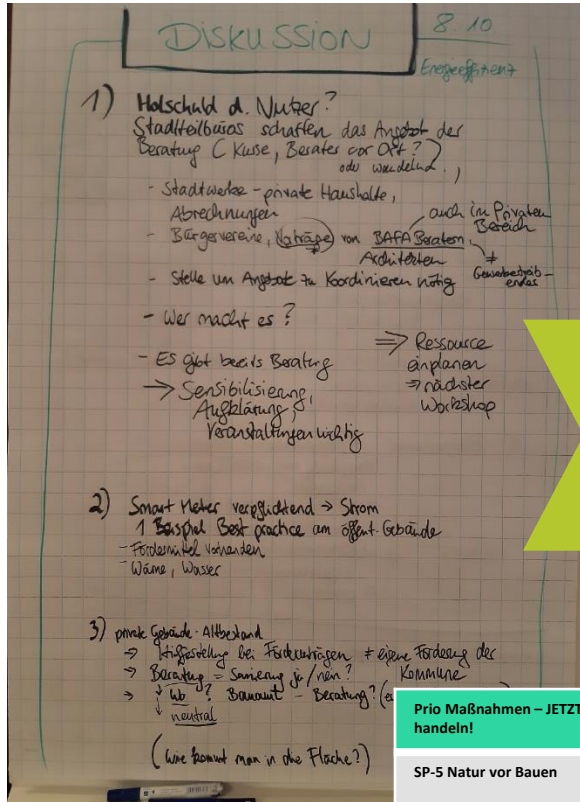 DISKUSSION
8.10
Energieeffizienz
1) Holschuld d. Nutzer?
Stadtteilbüros schaffen das Angebot der
Beratung ( Kurse, Berater vor Ort?)
oder wandelnd.,
- Stadtwerke - private Haushalte,
Abrechnungen
auch im Privaten
Bereich
- Bürgervereine, Vorträge von BAFA Beratern,
Architekten
≠ Gewerbetreib-
endes
- Stelle um Angebote zu Koordinieren nötig
- Wer macht es?
⇒ Ressource
einplanen
⇒ nächster
Workshop
- ES gibt bereits Beratung
→ Sensibilisierung,
Aufklärung,
Veranstaltungen wichtig
2) Smart Meter verpflichtend → Strom
1 Beispiel Best practice am öffent. Gebäude
- Fördermittel vorhanden
- Wärme, Wasser
3) private Gebäude - Altbestand
⇒ Hilfestellung bei Förderanträgen ≠ eigene Förderung der
Kommune
⇒ Beratung = Sanierung ja / nein?
⇒ ↓ Wo ? Bauamt - Beratung? (
↓ neutral
( Wie kommt man in die Fläche?)
Prio Maßnahmen – JETZT
handeln!
SP-5 Natur vor Bauen